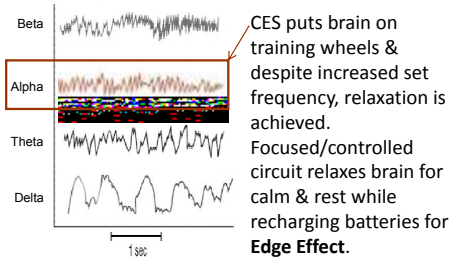 Beta
Alpha
Theta
Delta
1 sec
CES puts brain on
training wheels &
despite increased set
frequency, relaxation is
achieved.
Focused/controlled
circuit relaxes brain for
calm & rest while
recharging batteries for
Edge Effect.